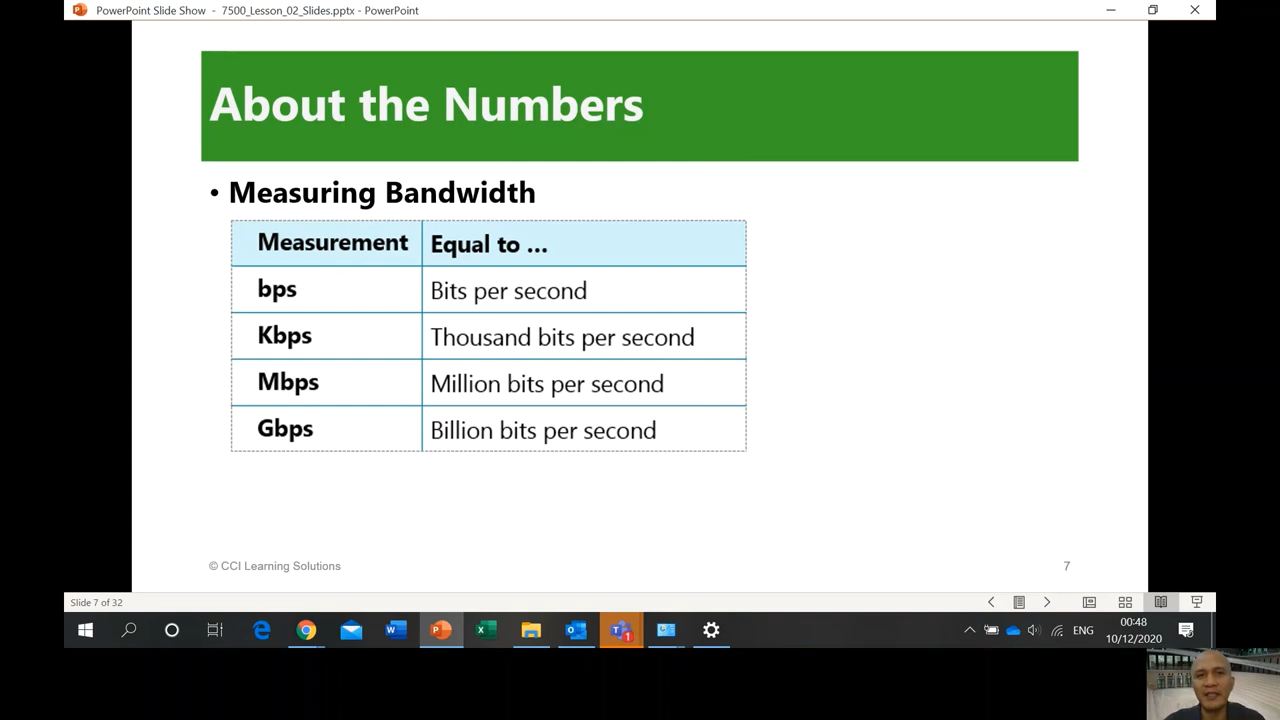 PowerPoint Slide Show - 7500_Lesson_02_Slides.pptx - PowerPoint
About the Numbers
• Measuring Bandwidth
Measurement Equal to ...
bps Bits per second
Kbps Thousand bits per second
Mbps Million bits per second
Gbps Billion bits per second
© CCI Learning Solutions 7
Slide 7 of 32
ENG 00:48
10/12/2020